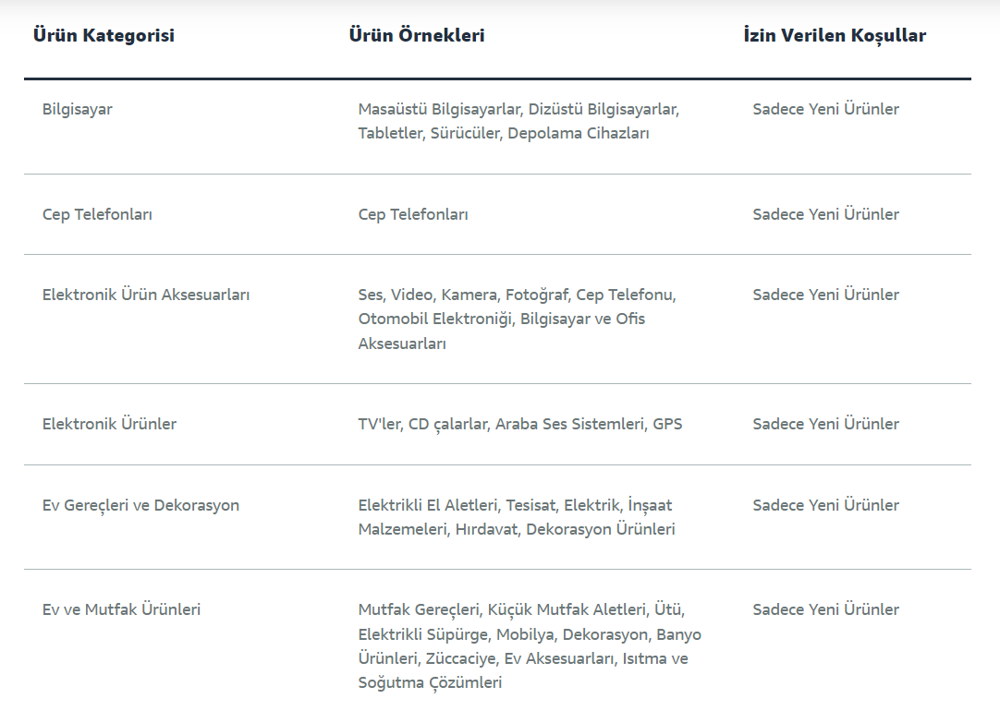 Ürün Kategorisi Ürün Örnekleri İzin Verilen Koşullar
Bilgisayar Masaüstü Bilgisayarlar, Dizüstü Bilgisayarlar, Sadece Yeni Ürünler
Tabletler, Sürücüler, Depolama Cihazları
Cep Telefonları Cep Telefonları Sadece Yeni Ürünler
Elektronik Ürün Aksesuarları Ses, Video, Kamera, Fotoğraf, Cep Telefonu, Sadece Yeni Ürünler
Otomobil Elektroniği, Bilgisayar ve Ofis
Aksesuarları
Elektronik Ürünler TV'ler, CD çalarlar, Araba Ses Sistemleri, GPS Sadece Yeni Ürünler
Ev Gereçleri ve Dekorasyon Elektrikli El Aletleri, Tesisat, Elektrik, İnşaat Sadece Yeni Ürünler
Malzemeleri, Hırdavat, Dekorasyon Ürünleri
Ev ve Mutfak Ürünleri Mutfak Gereçleri, Küçük Mutfak Aletleri, Ütü, Sadece Yeni Ürünler
Elektrikli Süpürge, Mobilya, Dekorasyon, Banyo
Ürünleri, Züccaciye, Ev Aksesuarları, Isıtma ve
Soğutma Çözümleri